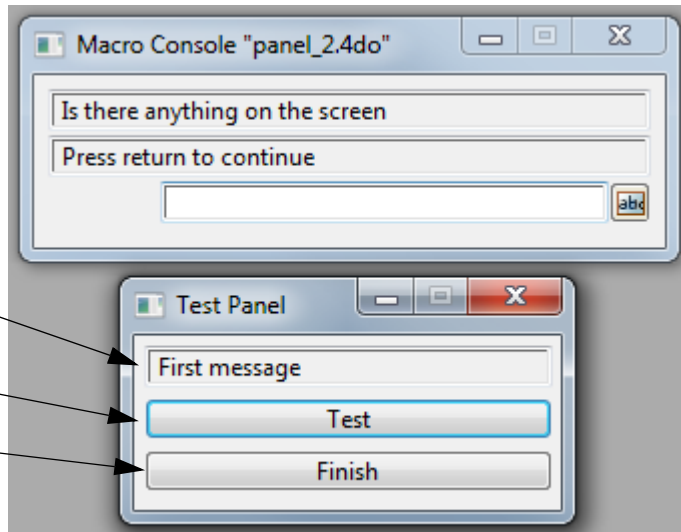 Macro Console "panel_2.4do"
Is there anything on the screen
Press return to continue
abc
Test Panel
First message
Test
Finish